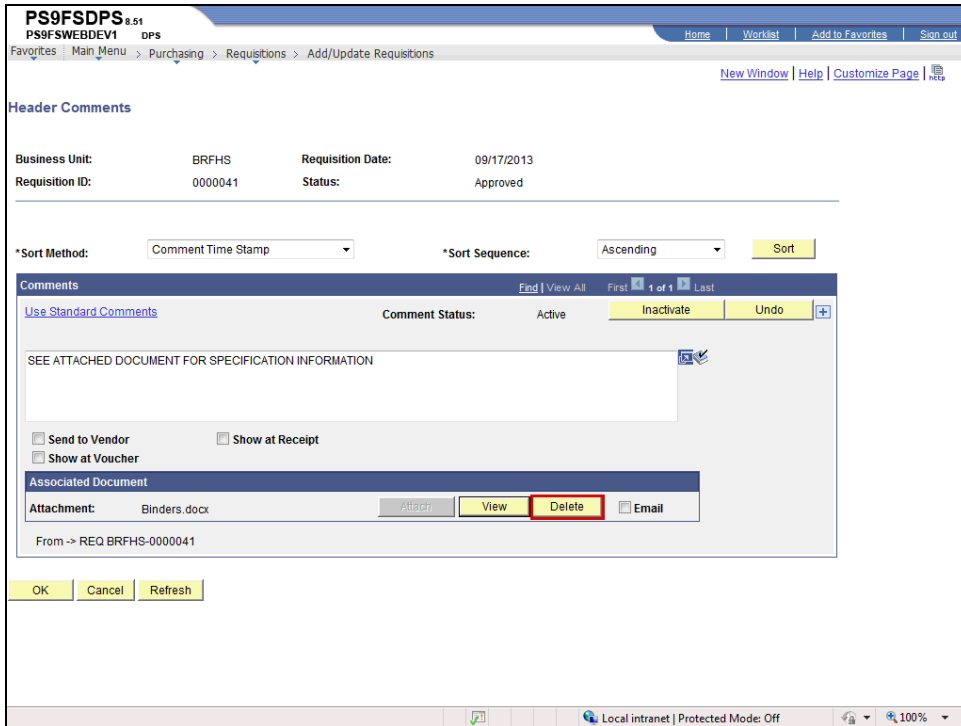 PS9FSDPS 8.51
PS9FSWEBDEV1 DPS
Home | Worklist | Add to Favorites | Sign out
Favorites | Main Menu > Purchasing > Requisitions > Add/Update Requisitions
New Window | Help | Customize Page | http
Header Comments
Business Unit: BRFHS Requisition Date: 09/17/2013
Requisition ID: 0000041 Status: Approved
*Sort Method: Comment Time Stamp *Sort Sequence: Ascending Sort
Comments Find | View All First 1 of 1 Last
Use Standard Comments Comment Status: Active Inactivate Undo
SEE ATTACHED DOCUMENT FOR SPECIFICATION INFORMATION
Send to Vendor Show at Receipt
Show at Voucher
Associated Document
Attachment: Binders.docx Attach View Delete Email
From -> REQ BRFHS-0000041
OK Cancel Refresh
Local intranet | Protected Mode: Off 100%